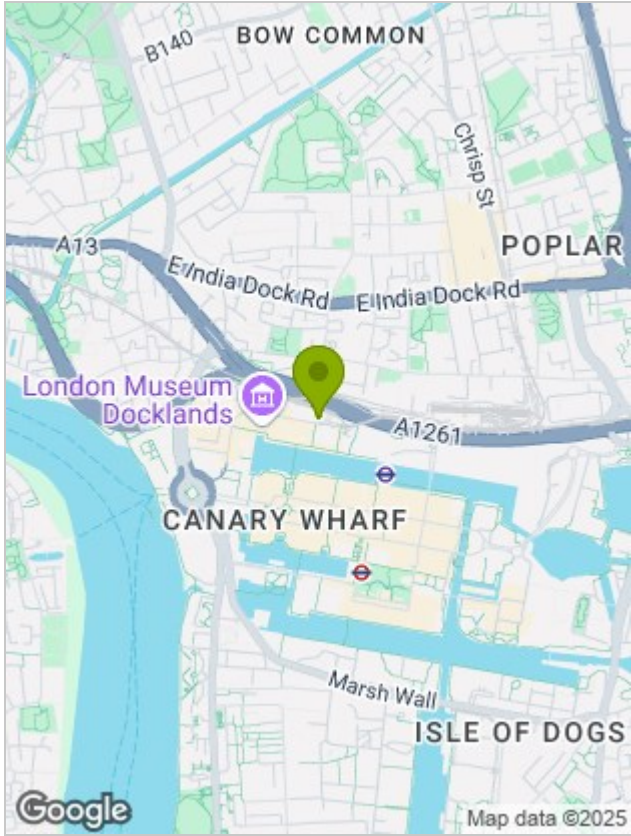 BOW COMMON
B140
Chrisp St
POPLAR
A13
E India Dock Rd
E India Dock Rd
London Museum
Docklands
A1261
CANARY WHARF
Marsh Wall
ISLE OF DOGS
Google
Map data ©2025